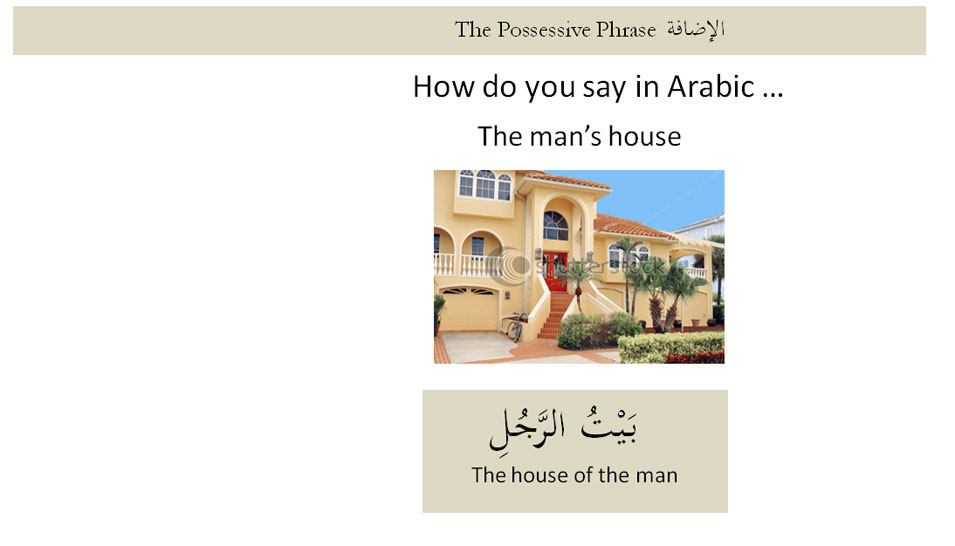 The Possessive Phrase الإضافة
How do you say in Arabic ...
The man’s house
shutterstock
بَيْتُ الرَّجُلِ
The house of the man